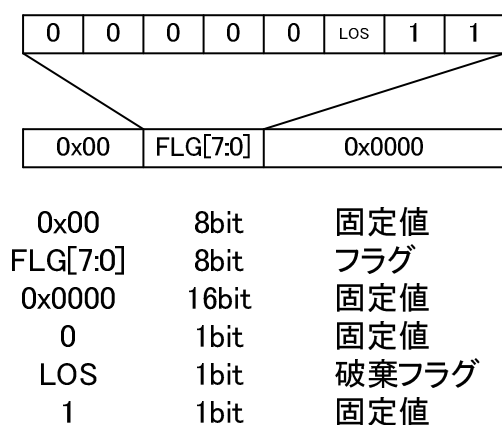 0 0 0 0 0 LOS 1 1
0x00 FLG[7:0] 0x0000
0x00 8bit 固定値
FLG[7:0] 8bit フラグ
0x0000 16bit 固定値
0 1bit 固定値
LOS 1bit 破棄フラグ
1 1bit 固定値